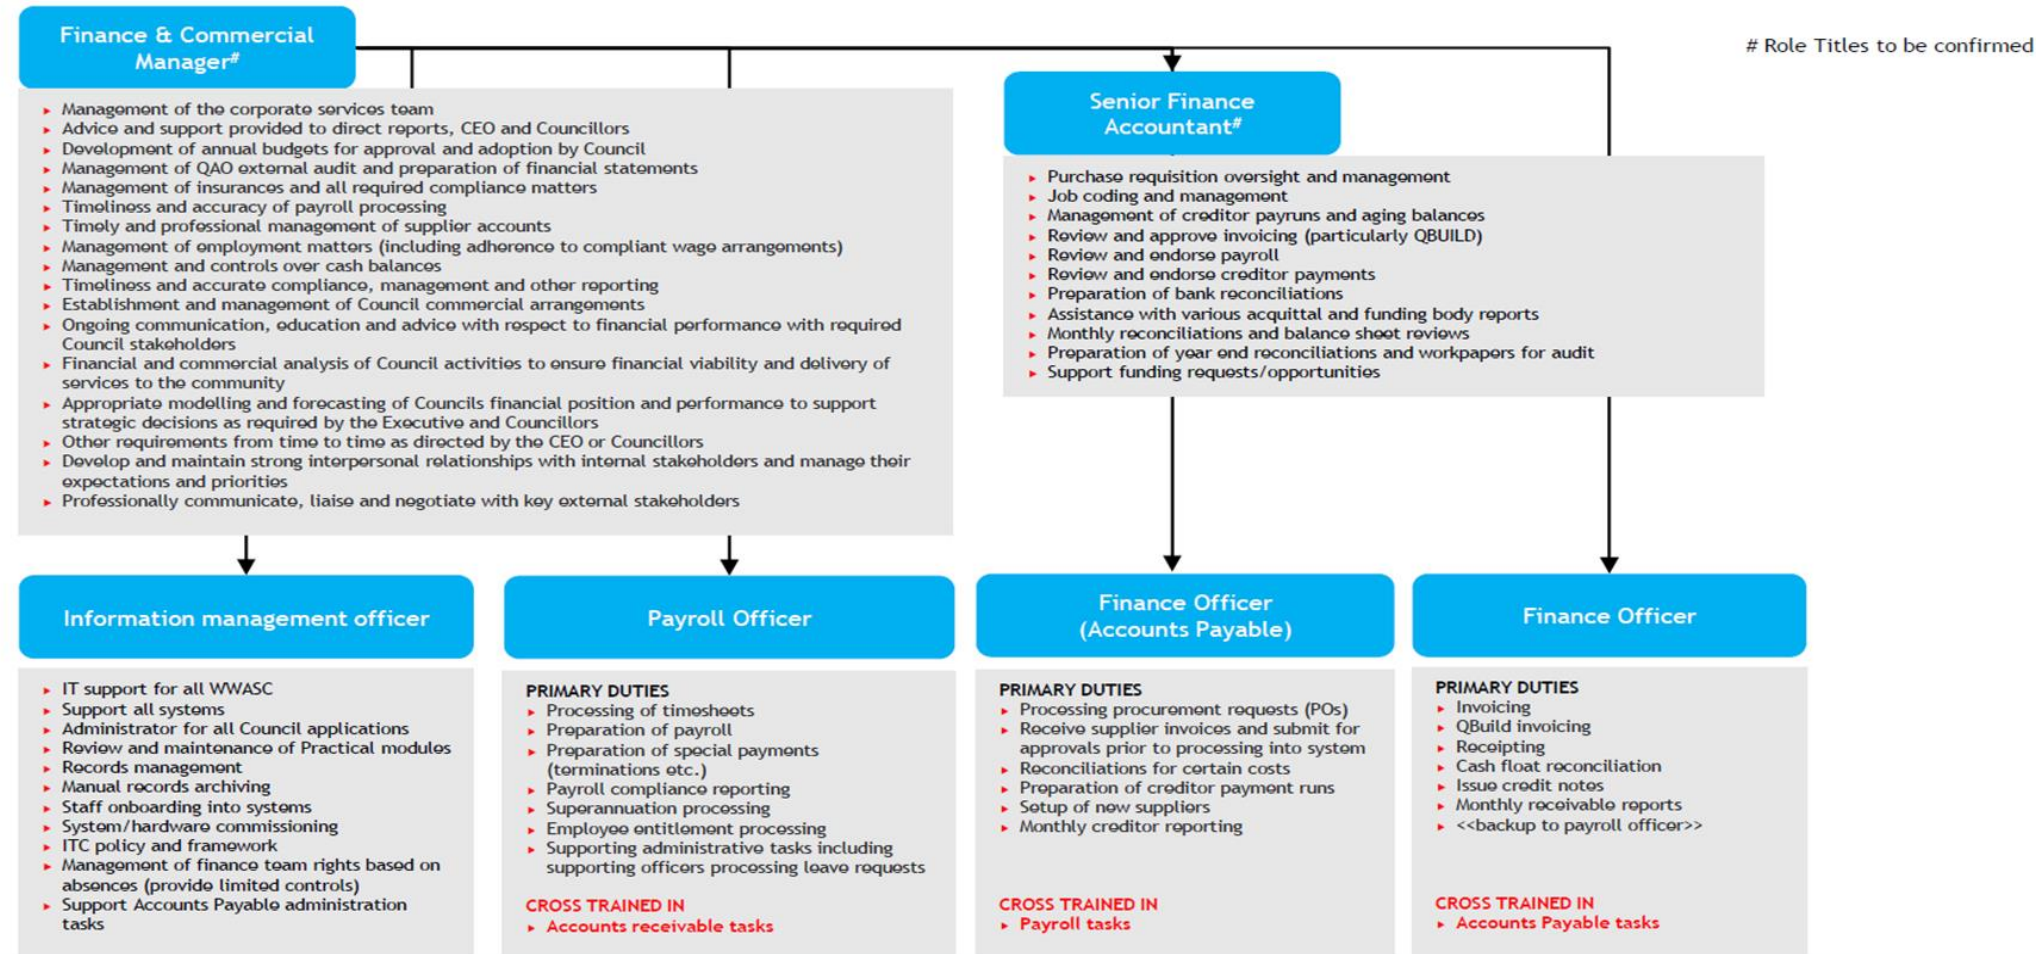 Finance & Commercial
Manager#
# Role Titles to be confirmed
Management of the corporate services team
Advice and support provided to direct reports, CEO and Councillors
Development of annual budgets for approval and adoption by Council
Management of QAO external audit and preparation of financial statements
Management of insurances and all required compliance matters
Timeliness and accuracy of payroll processing
Timely and professional management of supplier accounts
Management of employment matters (including adherence to compliant wage arrangements)
Management and controls over cash balances
Timeliness and accurate compliance, management and other reporting
Establishment and management of Council commercial arrangements
Ongoing communication, education and advice with respect to financial performance with required
Council stakeholders
Financial and commercial analysis of Council activities to ensure financial viability and delivery of
services to the community
Appropriate modelling and forecasting of Councils financial position and performance to support
strategic decisions as required by the Executive and Councillors
Other requirements from time to time as directed by the CEO or Councillors
Develop and maintain strong interpersonal relationships with internal stakeholders and manage their
expectations and priorities
Professionally communicate, liaise and negotiate with key external stakeholders
Senior Finance
Accountant#
Purchase requisition oversight and management
Job coding and management
Management of creditor payruns and aging balances
Review and approve invoicing (particularly QBUILD)
Review and endorse payroll
Review and endorse creditor payments
Preparation of bank reconciliations
Assistance with various acquittal and funding body reports
Monthly reconciliations and balance sheet reviews
Preparation of year end reconciliations and workpapers for audit
Support funding requests/opportunities
Information management officer
IT support for all WWASC
Support all systems
Administrator for all Council applications
Review and maintenance of Practical modules
Records management
Manual records archiving
Staff onboarding into systems
System/hardware commissioning
ITC policy and framework
Management of finance team rights based on
absences (provide limited controls)
Support Accounts Payable administration
tasks
Payroll Officer
PRIMARY DUTIES
Processing of timesheets
Preparation of payroll
Preparation of special payments
(terminations etc.)
Payroll compliance reporting
Superannuation processing
Employee entitlement processing
Supporting administrative tasks including
supporting officers processing leave requests
CROSS TRAINED IN
Accounts receivable tasks
Finance Officer
(Accounts Payable)
PRIMARY DUTIES
Processing procurement requests (POs)
Receive supplier invoices and submit for
approvals prior to processing into system
Reconciliations for certain costs
Preparation of creditor payment runs
Setup of new suppliers
Monthly creditor reporting
CROSS TRAINED IN
Payroll tasks
Finance Officer
PRIMARY DUTIES
Invoicing
QBuild invoicing
Receipting
Cash float reconciliation
Issue credit notes
Monthly receivable reports
<<backup to payroll officer>>
CROSS TRAINED IN
Accounts Payable tasks